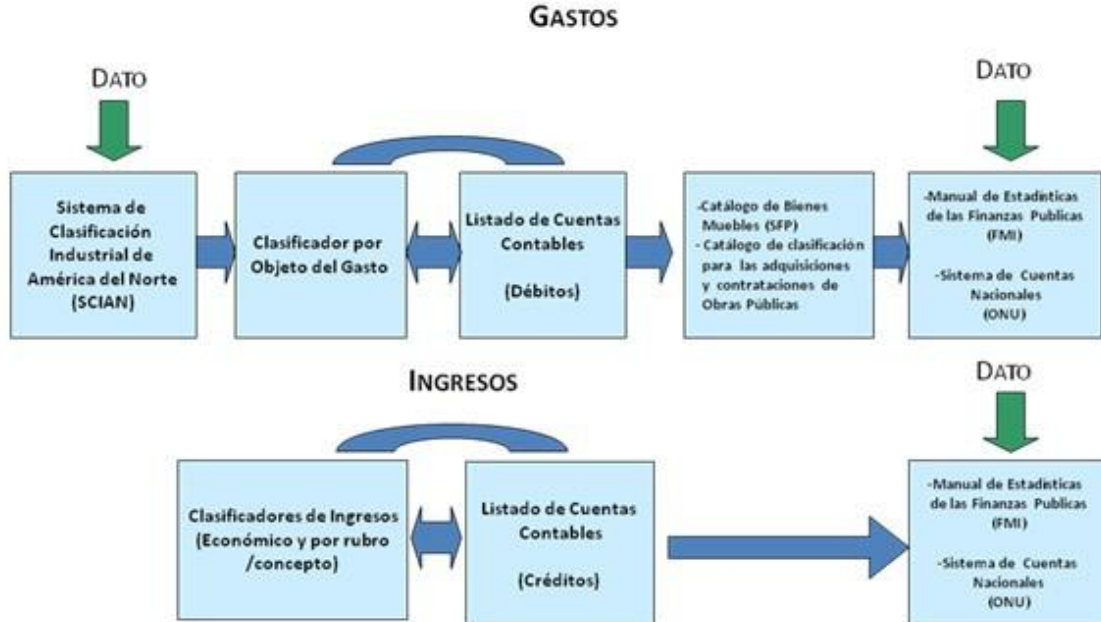 GASTOS
DATO
DATO
Sistema de
Clasificación
Industrial de
América del Norte
(SCIAN)
Clasificador por
Objeto del Gasto
Listado de Cuentas
Contables
(Débitos)
-Catálogo de Bienes
Muebles (SFP)
- Catálogo de clasificación
para las adquisiciones
y contrataciones de
Obras Públicas
-Manual de Estadísticas
de las Finanzas Publicas
(FMI)
-Sistema de Cuentas
Nacionales
(ONU)
INGRESOS
DATO
Clasificadores de Ingresos
(Económico y por rubro
/concepto)
Listado de Cuentas
Contables
(Créditos)
-Manual de Estadísticas
de las Finanzas Publicas
(FMI)
-Sistema de Cuentas
Nacionales
(ONU)